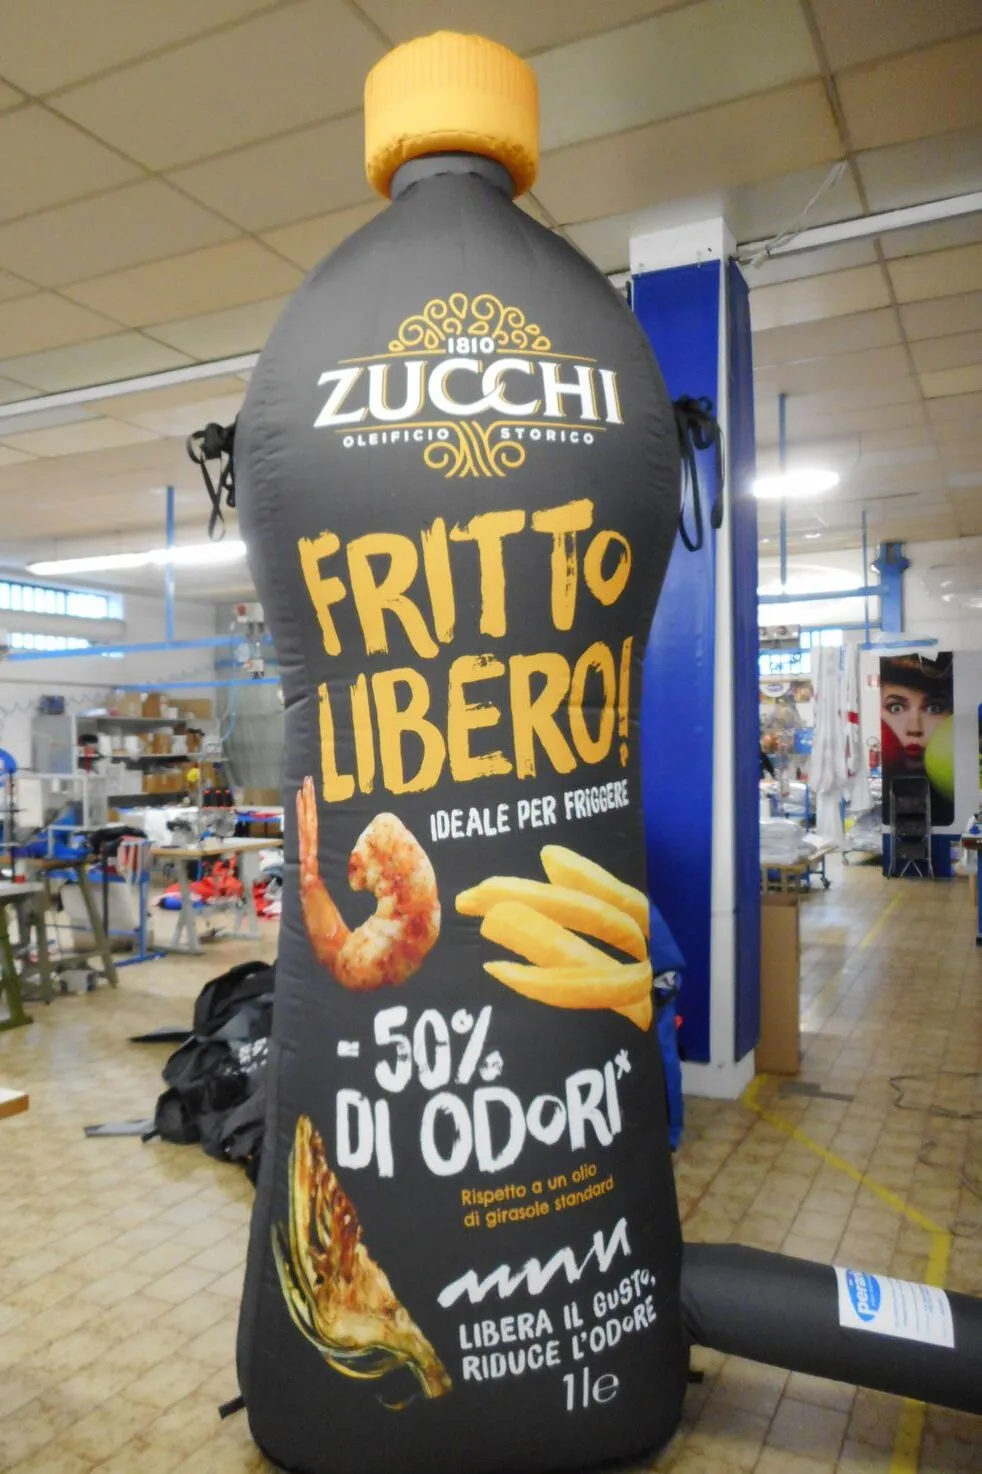 1810
ZUCCHI
OLEIFICIO STORICO
FRITTO
LIBERO!
IDEALE PER FRIGGERE
- 50%
DI ODORI*
Rispetto a un olio
di girasole standard
LIBERA IL GUSTO,
RIDUCE L'ODORE
1le